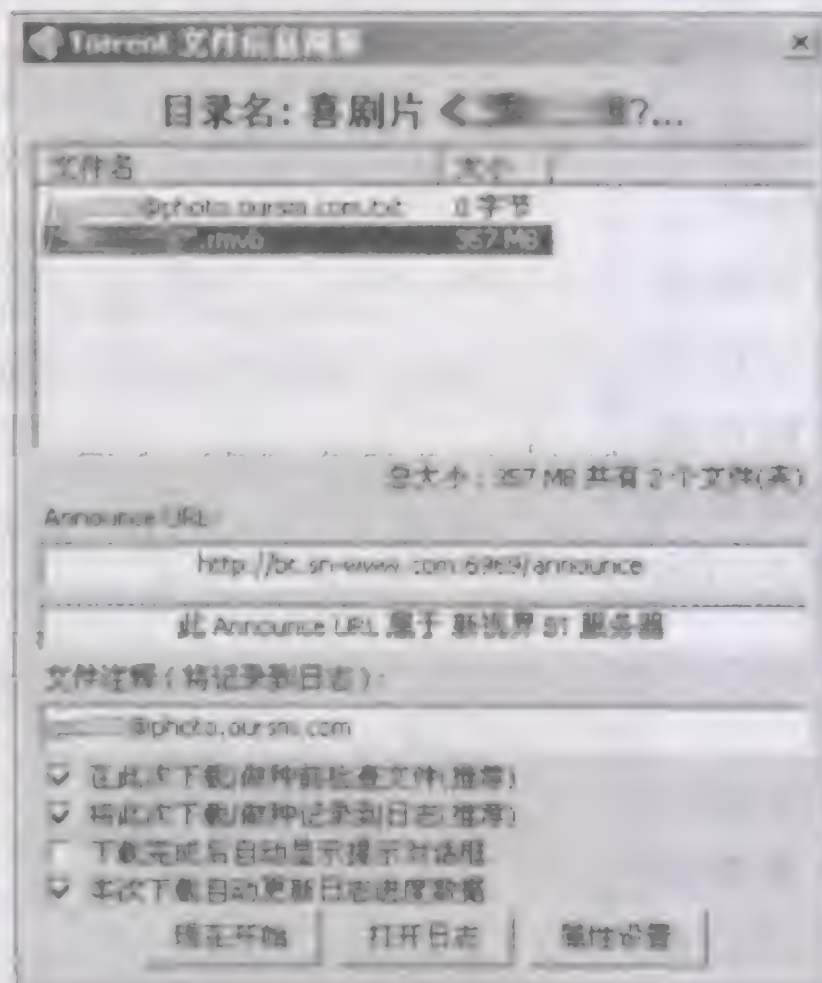 Torrent 文件信息
目录名: 喜剧片 < ?...
文件名 大小
@photo.oursm.com.txt 0 字节
.rmvb 357 MB
总大小: 357 MB 共有 2 个文件(夹)
Announce URL:
http://bt.sn-www.com:6969/announce
此 Announce URL 属于 新视界 BT 服务器
文件注释 (将记录到日志):
@photo.oursm.com
在此次下载/做种前检查文件(推荐)
将此次下载/做种记录到日志(推荐)
下载完成后自动显示提示对话框
本次下载自动更新日志进度数据
现在开始 打开日志 属性设置